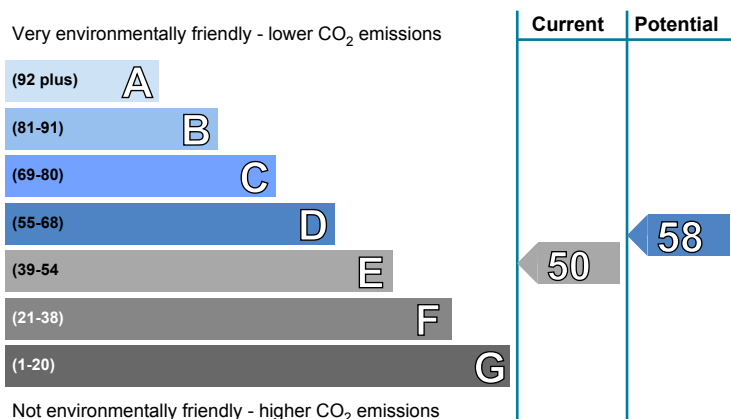 Current Potential
Very environmentally friendly - lower CO2 emissions
(92 plus) A
(81-91) B
(69-80) C
(55-68) D
58
(39-54 E
50
(21-38) F
(1-20) G
Not environmentally friendly - higher CO2 emissions